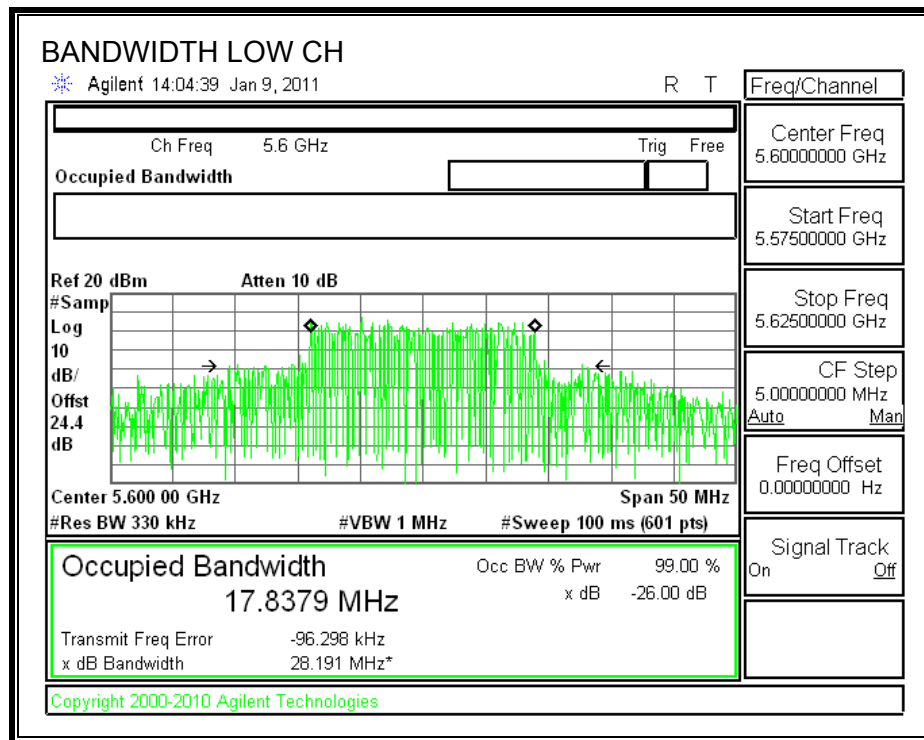 BANDWIDTH LOW CH
Agilent 14:04:39 Jan 9, 2011 R T
Freq/Channel
Ch Freq 5.6 GHz Trig Free
Occupied Bandwidth
Center Freq
5.60000000 GHz
Start Freq
5.57500000 GHz
Stop Freq
5.62500000 GHz
CF Step
5.00000000 MHz
Auto Man
Freq Offset
0.00000000 Hz
Signal Track
On Off
Ref 20 dBm Atten 10 dB
#Samp
Log
10
dB/
Offst
24.4
dB
Center 5.600 00 GHz Span 50 MHz
#Res BW 330 kHz #VBW 1 MHz #Sweep 100 ms (601 pts)
Occupied Bandwidth
17.8379 MHz
Occ BW % Pwr 99.00 %
x dB -26.00 dB
Transmit Freq Error -96.298 kHz
x dB Bandwidth 28.191 MHz*
Copyright 2000-2010 Agilent Technologies